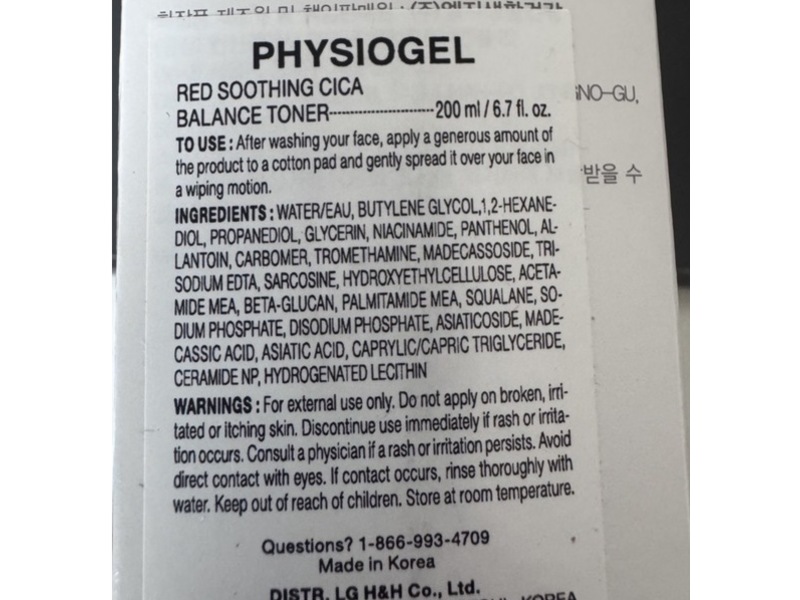 PHYSIOGEL
RED SOOTHING CICA
BALANCE TONER------------------------200 ml / 6.7 fl. oz.
TO USE : After washing your face, apply a generous amount of
the product to a cotton pad and gently spread it over your face in
a wiping motion.
INGREDIENTS : WATER/EAU, BUTYLENE GLYCOL,1,2-HEXANE-
DIOL, PROPANEDIOL, GLYCERIN, NIACINAMIDE, PANTHENOL, AL-
LANTOIN, CARBOMER, TROMETHAMINE, MADECASSOSIDE, TRI-
SODIUM EDTA, SARCOSINE, HYDROXYETHYLCELLULOSE, ACETA-
MIDE MEA, BETA-GLUCAN, PALMITAMIDE MEA, SQUALANE, SO-
DIUM PHOSPHATE, DISODIUM PHOSPHATE, ASIATICOSIDE, MADE-
CASSIC ACID, ASIATIC ACID, CAPRYLIC/CAPRIC TRIGLYCERIDE,
CERAMIDE NP, HYDROGENATED LECITHIN
WARNINGS : For external use only. Do not apply on broken, irri-
tated or itching skin. Discontinue use immediately if rash or irrita-
tion occurs. Consult a physician if a rash or irritation persists. Avoid
direct contact with eyes. If contact occurs, rinse thoroughly with
water. Keep out of reach of children. Store at room temperature.
Questions? 1-866-993-4709
Made in Korea
DISTR. LG H&H Co., Ltd.
KOREA
NO-GU,
받을 수